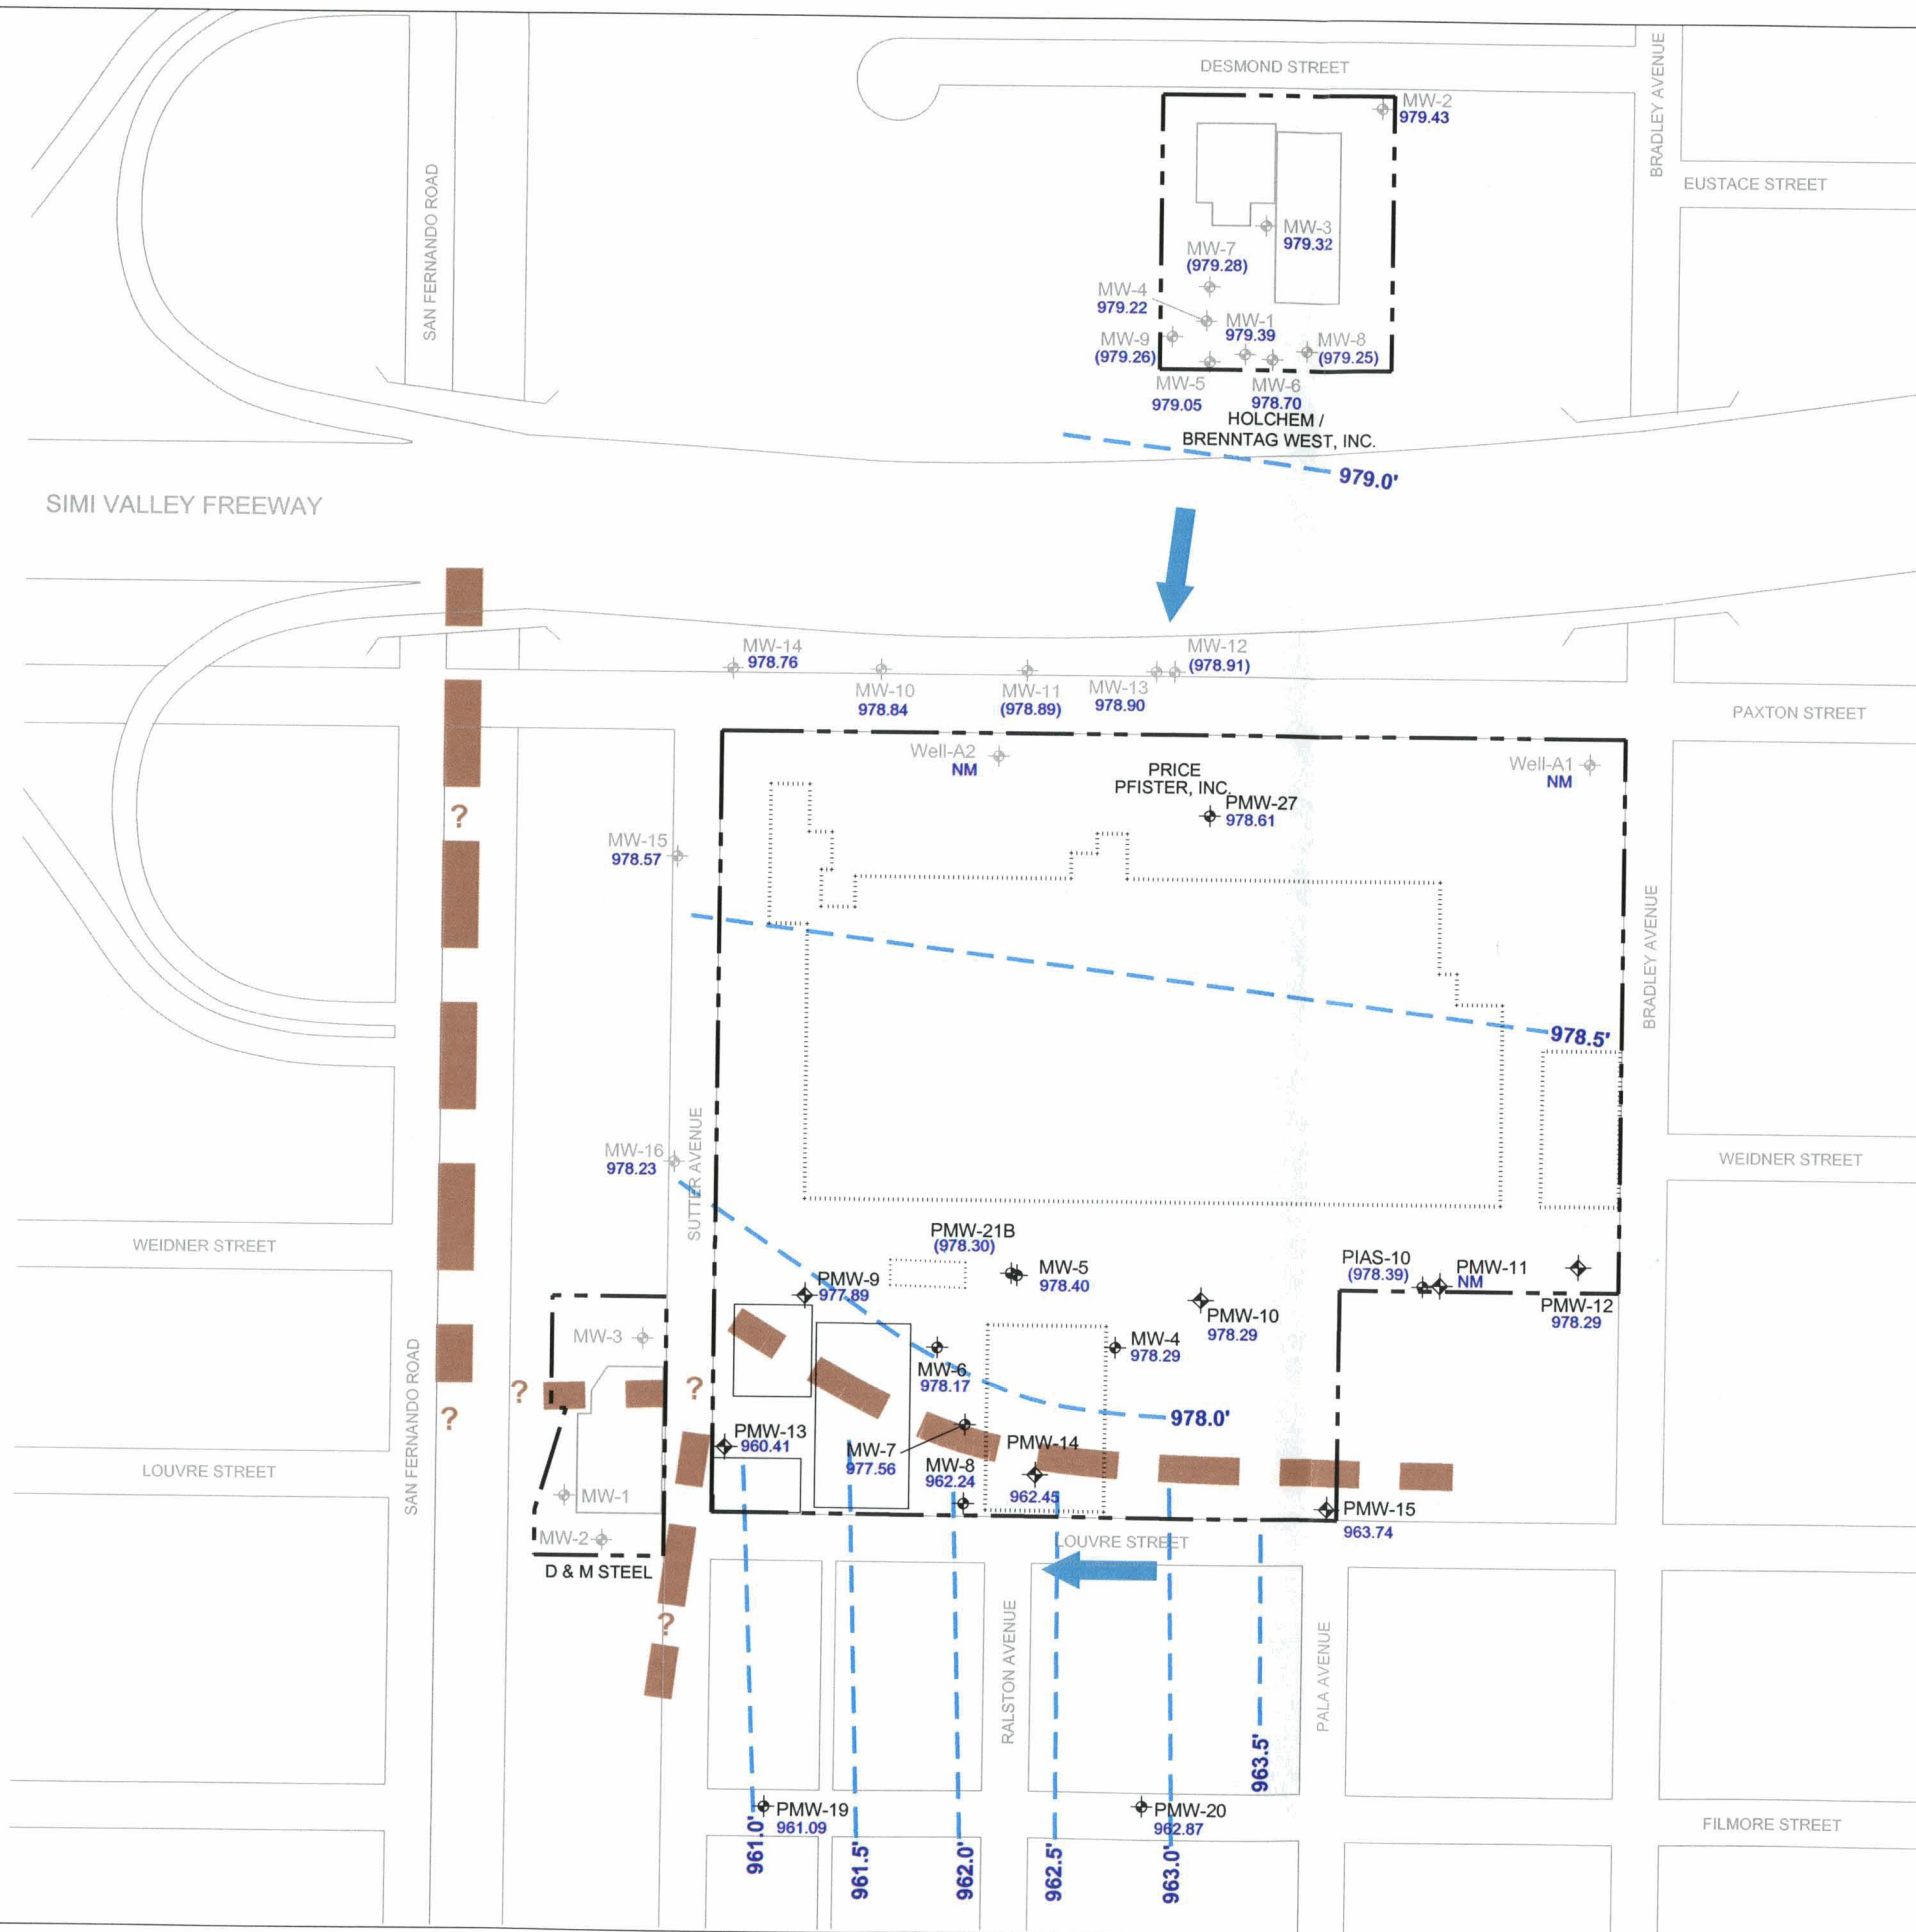 DESMOND STREET
BRADLEY AVENUE
MW-2
979.43
EUSTACE STREET
SAN FERNANDO ROAD
MW-3
979.32
MW-7
(979.28)
MW-4
979.22
MW-1
979.39
MW-9
(979.26)
MW-8
(979.25)
MW-5
979.05
MW-6
978.70
HOLCHEM /
BRENNTAG WEST, INC.
979.0'
SIMI VALLEY FREEWAY
MW-14
978.76
MW-12
(978.91)
MW-10
978.84
MW-11
(978.89)
MW-13
978.90
PAXTON STREET
Well-A2
NM
PRICE
PFISTER, INC.
Well-A1
NM
PMW-27
978.61
?
MW-15
978.57
BRADLEY AVENUE
978.5'
SUTTER AVENUE
MW-16
978.23
WEIDNER STREET
WEIDNER STREET
PMW-21B
(978.30)
MW-5
978.40
PIAS-10
(978.39)
PMW-11
NM
PMW-9
977.89
PMW-12
978.29
PMW-10
978.29
MW-3
MW-4
978.29
MW-6
978.17
SAN FERNANDO ROAD
?
?
?
978.0'
PMW-13
960.41
MW-7
977.56
PMW-14
962.45
MW-8
962.24
LOUVRE STREET
MW-1
PMW-15
963.74
MW-2
LOUVRE STREET
D & M STEEL
?
RALSTON AVENUE
PALA AVENUE
963.5'
PMW-19
961.09
PMW-20
962.87
FILMORE STREET
961.0'
961.5'
962.0'
962.5'
963.0'